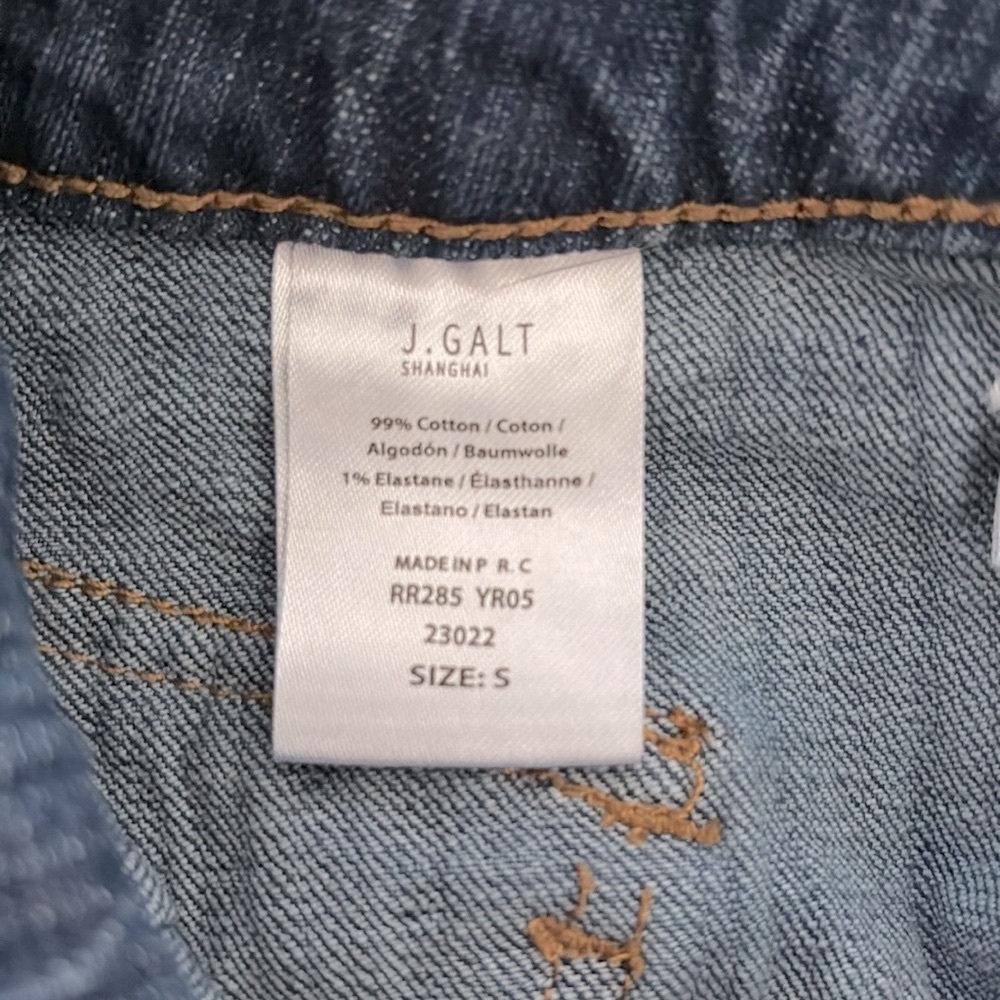 J.GALT
SHANGHAI
99% Cotton / Coton /
Algodón / Baumwolle
1% Elastane / Élasthanne /
Elastano / Elastan
MADE IN P R. C
RR285 YR05
23022
SIZE: S